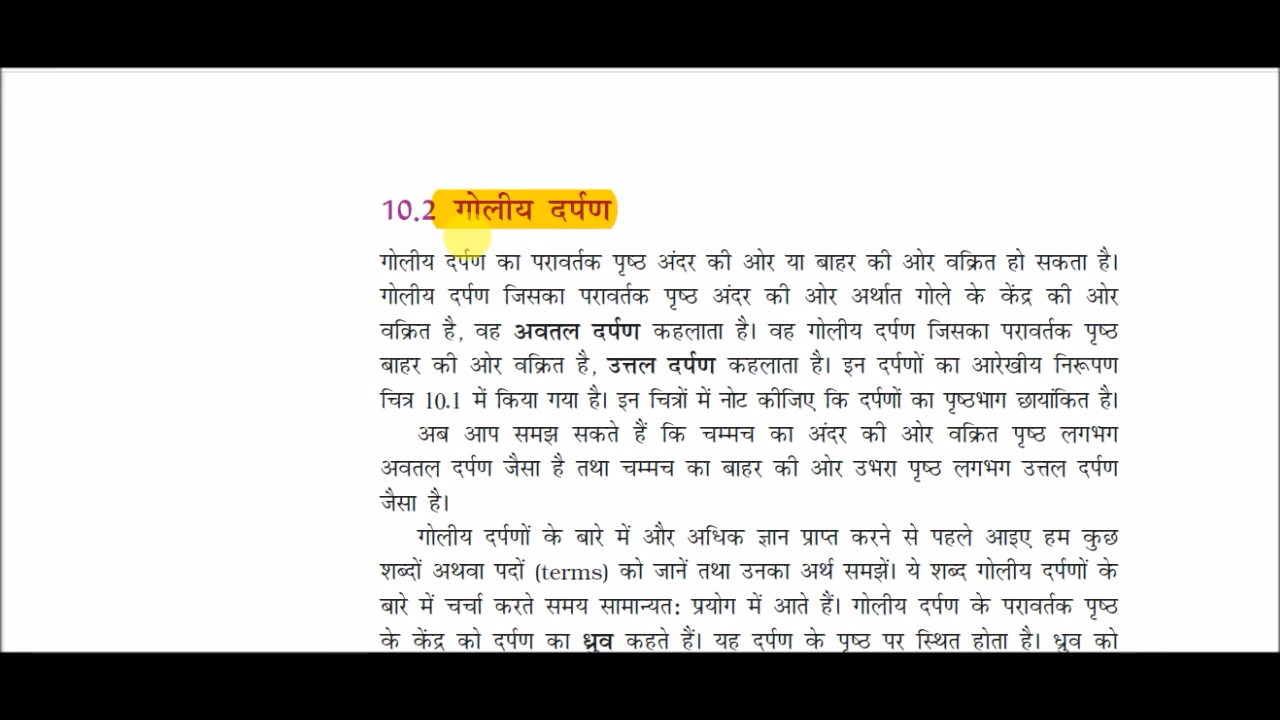 10.2 गोलीय दर्पण
गोलीय दर्पण का परावर्तक पृष्ठ अंदर की ओर या बाहर की ओर वक्रित हो सकता है।
गोलीय दर्पण जिसका परावर्तक पृष्ठ अंदर की ओर अर्थात गोले के केंद्र की ओर
वक्रित है, वह अवतल दर्पण कहलाता है। वह गोलीय दर्पण जिसका परावर्तक पृष्ठ
बाहर की ओर वक्रित है, उत्तल दर्पण कहलाता है। इन दर्पणों का आरेखीय निरूपण
चित्र 10.1 में किया गया है। इन चित्रों में नोट कीजिए कि दर्पणों का पृष्ठभाग छायांकित है।
अब आप समझ सकते हैं कि चम्मच का अंदर की ओर वक्रित पृष्ठ लगभग
अवतल दर्पण जैसा है तथा चम्मच का बाहर की ओर उभरा पृष्ठ लगभग उत्तल दर्पण
जैसा है।
गोलीय दर्पणों के बारे में और अधिक ज्ञान प्राप्त करने से पहले आइए हम कुछ
शब्दों अथवा पदों (terms) को जानें तथा उनका अर्थ समझें। ये शब्द गोलीय दर्पणों के
बारे में चर्चा करते समय सामान्यत: प्रयोग में आते हैं। गोलीय दर्पण के परावर्तक पृष्ठ
के केंद्र को दर्पण का ध्रुव कहते हैं। यह दर्पण के पृष्ठ पर स्थित होता है। ध्रुव को